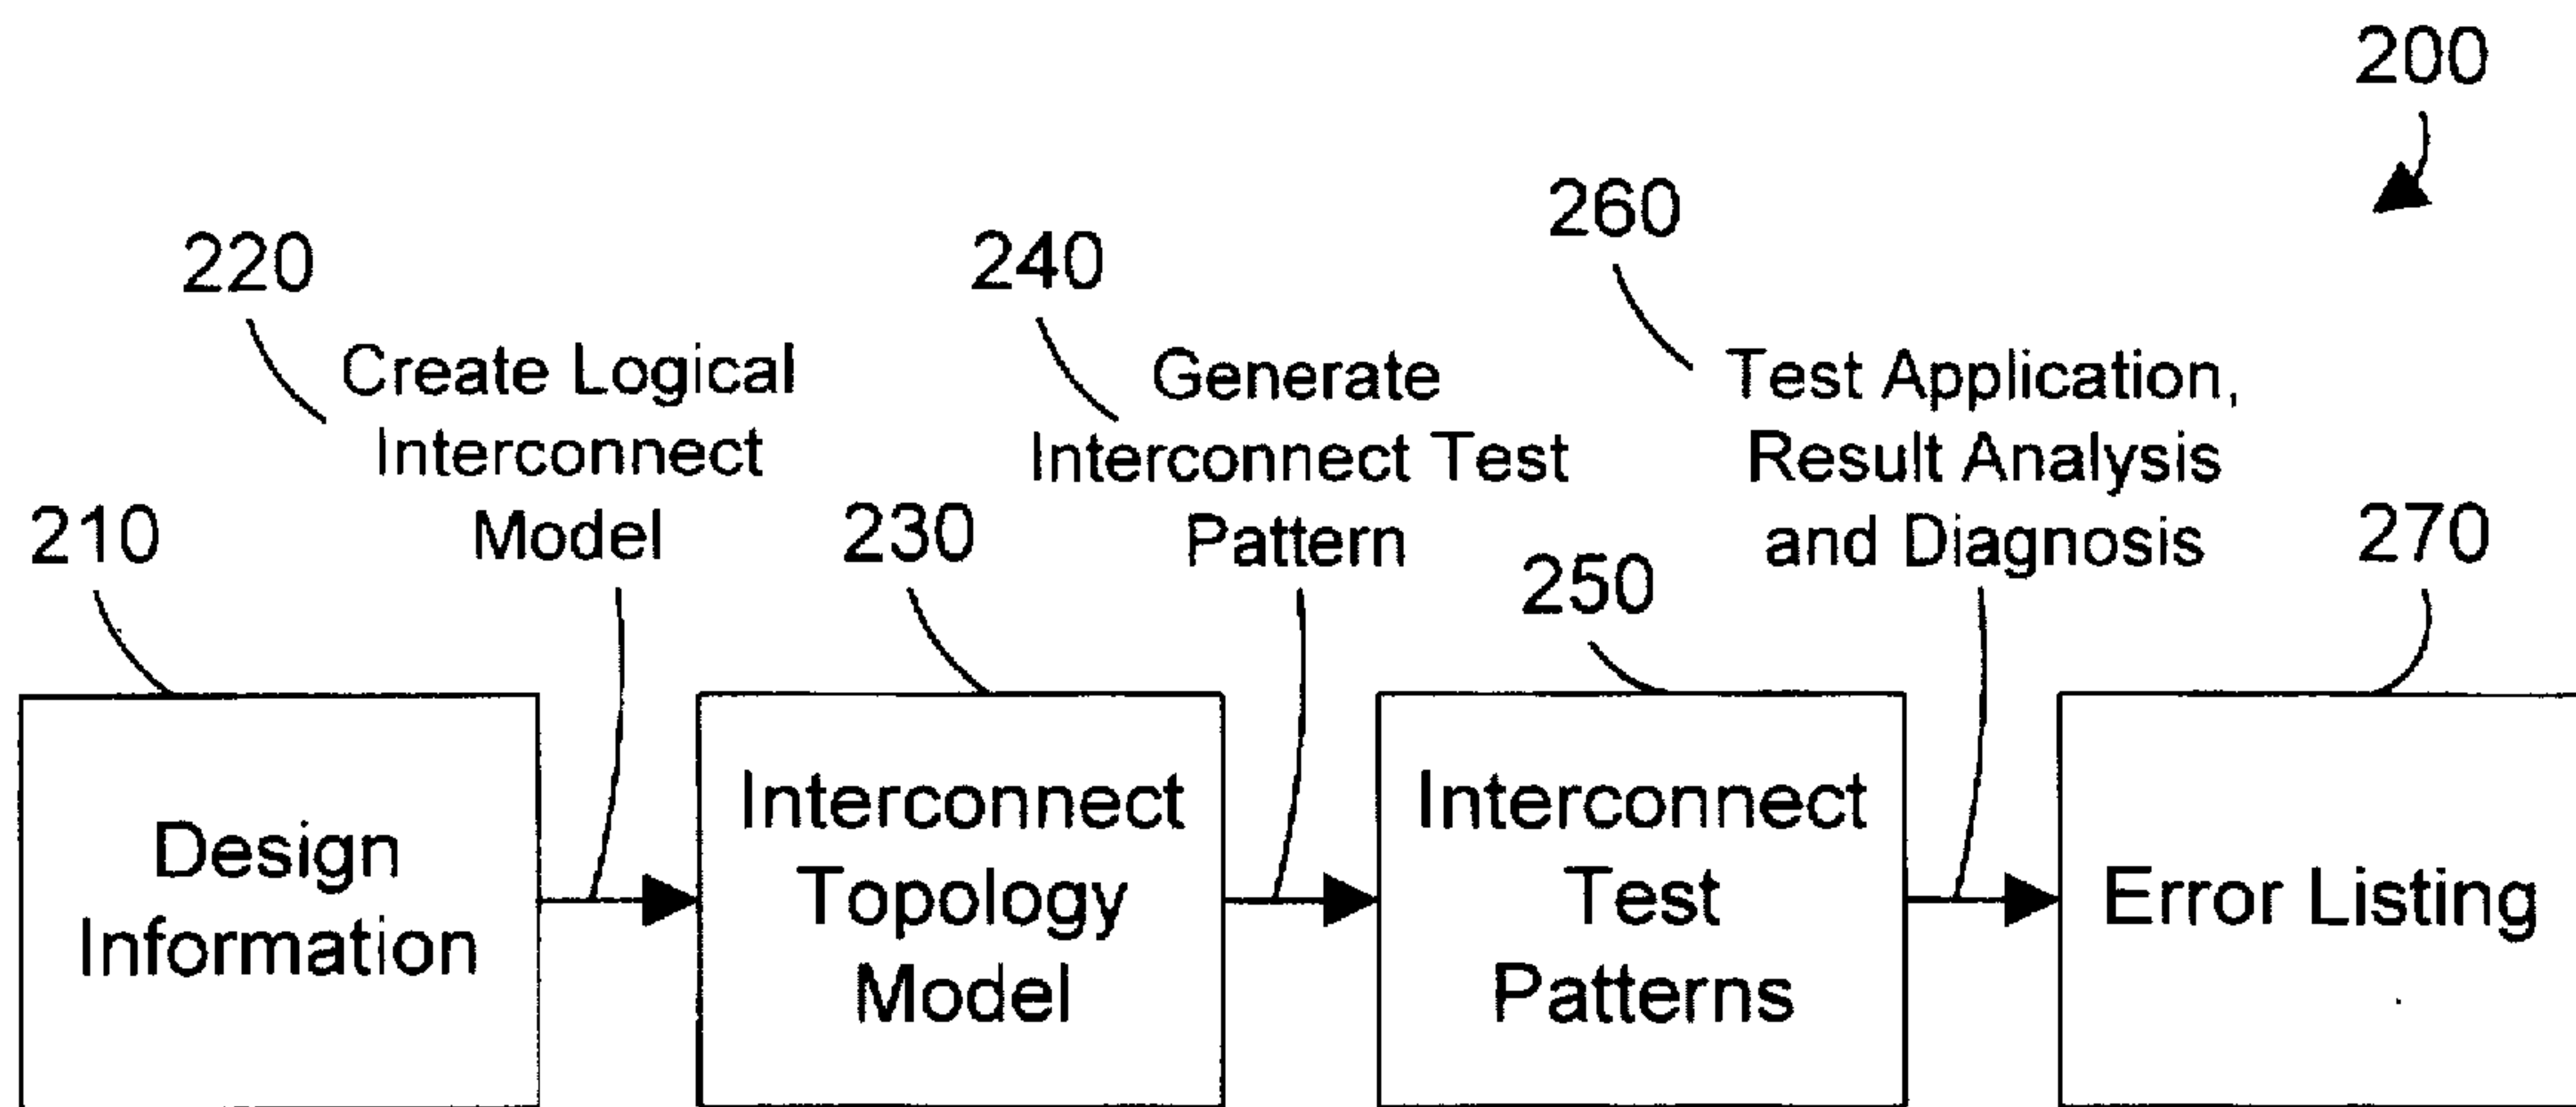 200
260
220
240
Create Logical
Interconnect
Model
Generate
Interconnect Test
Pattern
Test Application,
Result Analysis
and Diagnosis
210
230
250
270
Design
Information
Interconnect
Topology
Model
Interconnect
Test
Patterns
Error Listing